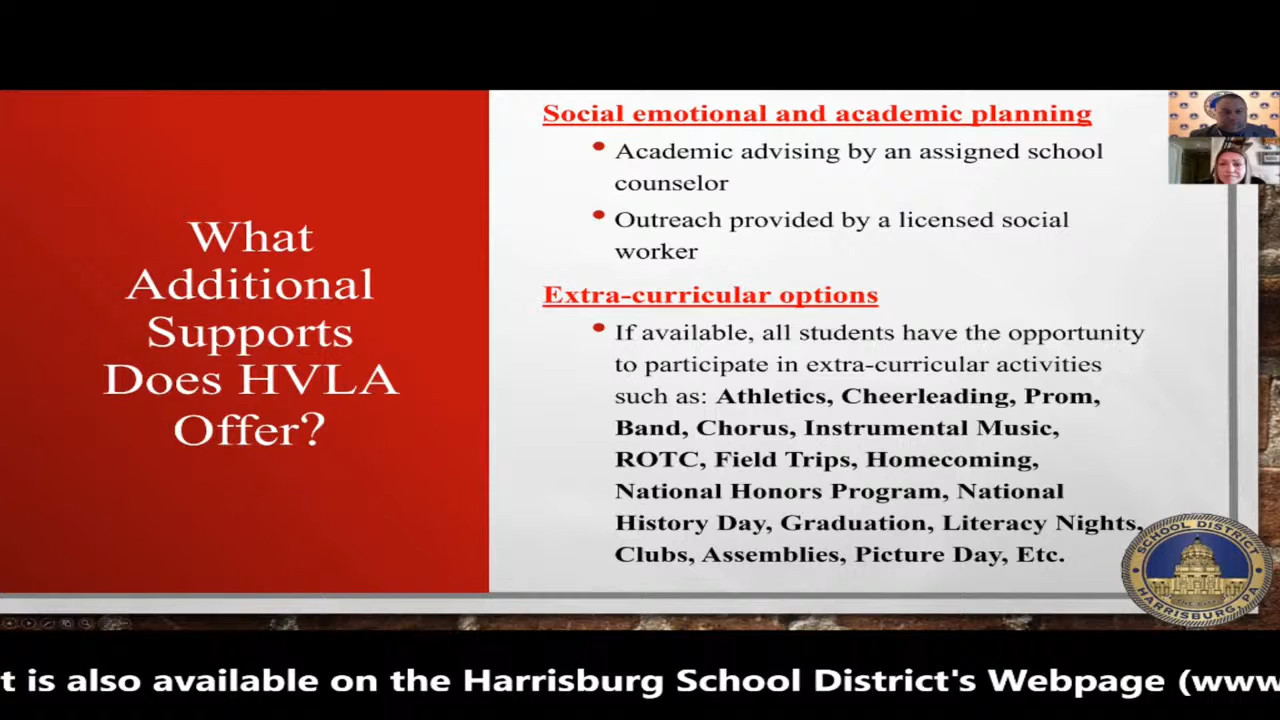 What
Additional
Supports
Does HVLA
Offer?
Social emotional and academic planning
Academic advising by an assigned school
counselor
Outreach provided by a licensed social
worker
Extra-curricular options
If available, all students have the opportunity
to participate in extra-curricular activities
such as: Athletics, Cheerleading, Prom,
Band, Chorus, Instrumental Music,
ROTC, Field Trips, Homecoming,
National Honors Program, National
History Day, Graduation, Literacy Nights,
Clubs, Assemblies, Picture Day, Etc.
SCHOOL DISTRICT
HARRISBURG, PA
t is also available on the Harrisburg School District's Webpage (www